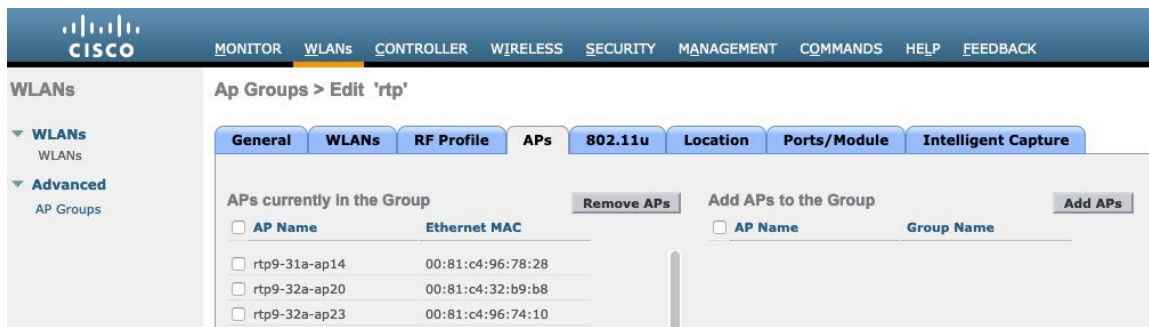 CISCO
MONITOR WLANs CONTROLLER WIRELESS SECURITY MANAGEMENT COMMANDS HELP FEEDBACK
WLANs
Ap Groups > Edit 'rtp'
WLANs
WLANs
Advanced
AP Groups
General WLANs RF Profile APs 802.11u Location Ports/Module Intelligent Capture
APs currently in the Group Remove APs Add APs to the Group Add APs
AP Name Ethernet MAC AP Name Group Name
rtp9-31a-ap14 00:81:c4:96:78:28
rtp9-32a-ap20 00:81:c4:32:b9:b8
rtp9-32a-ap23 00:81:c4:96:74:10